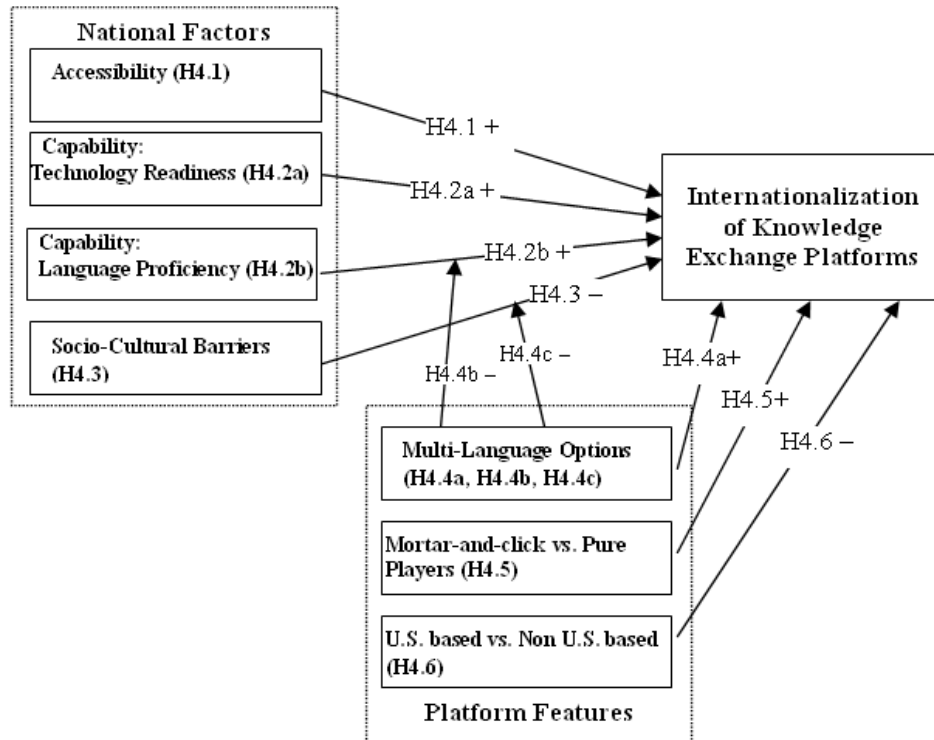 National Factors
Accessibility (H4.1)
Capability:
Technology Readiness (H4.2a)
Capability:
Language Proficiency (H4.2b)
Socio-Cultural Barriers
(H4.3)
H4.1 +
H4.2a +
H4.2b +
H4.3 –
H4.4b –
H4.4c –
H4.4a+
H4.5+
H4.6 –
Internationalization
of Knowledge
Exchange Platforms
Multi-Language Options
(H4.4a, H4.4b, H4.4c)
Mortar-and-click vs. Pure
Players (H4.5)
U.S. based vs. Non U.S. based
(H4.6)
Platform Features